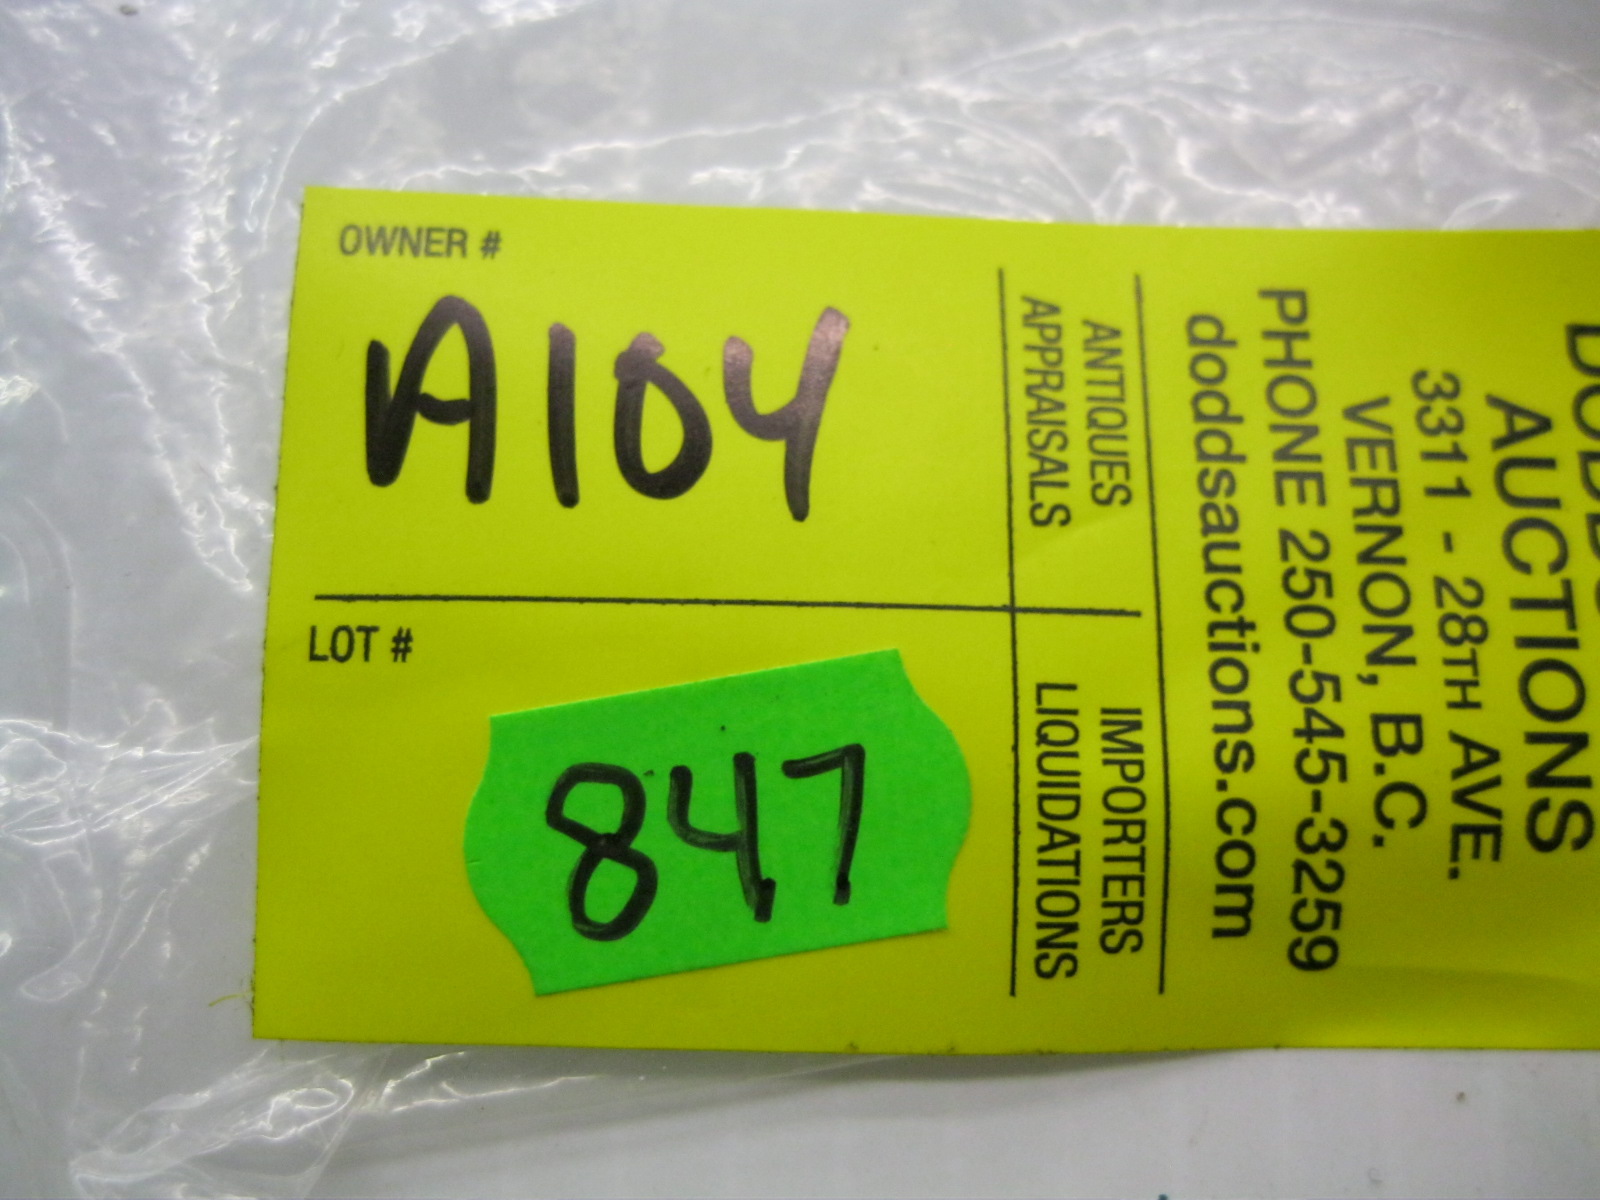 OWNER #
A104
LOT #
847
ANTIQUES
APPRAISALS
IMPORTERS
LIQUIDATIONS
AUCTIONS
3311 - 28TH AVE.
VERNON, B.C.
PHONE 250-545-3259
doddsauctions.com